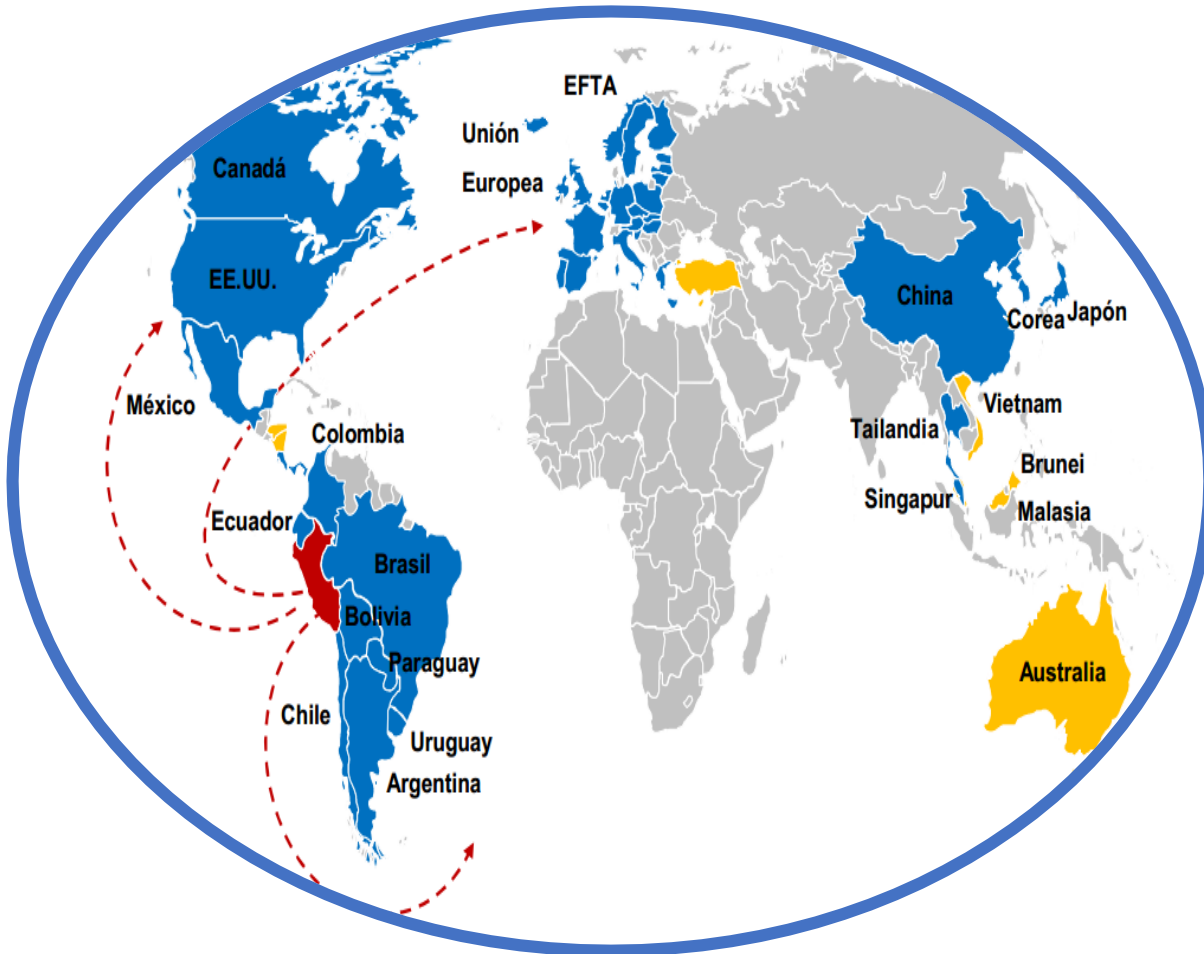 EFTA
Unión
Europea
Canadá
EE.UU.
México
China
Corea
Japón
Colombia
Vietnam
Tailandia
Brunei
Singapur
Malasia
Ecuador
Brasil
Bolivia
Paraguay
Australia
Chile
Uruguay
Argentina